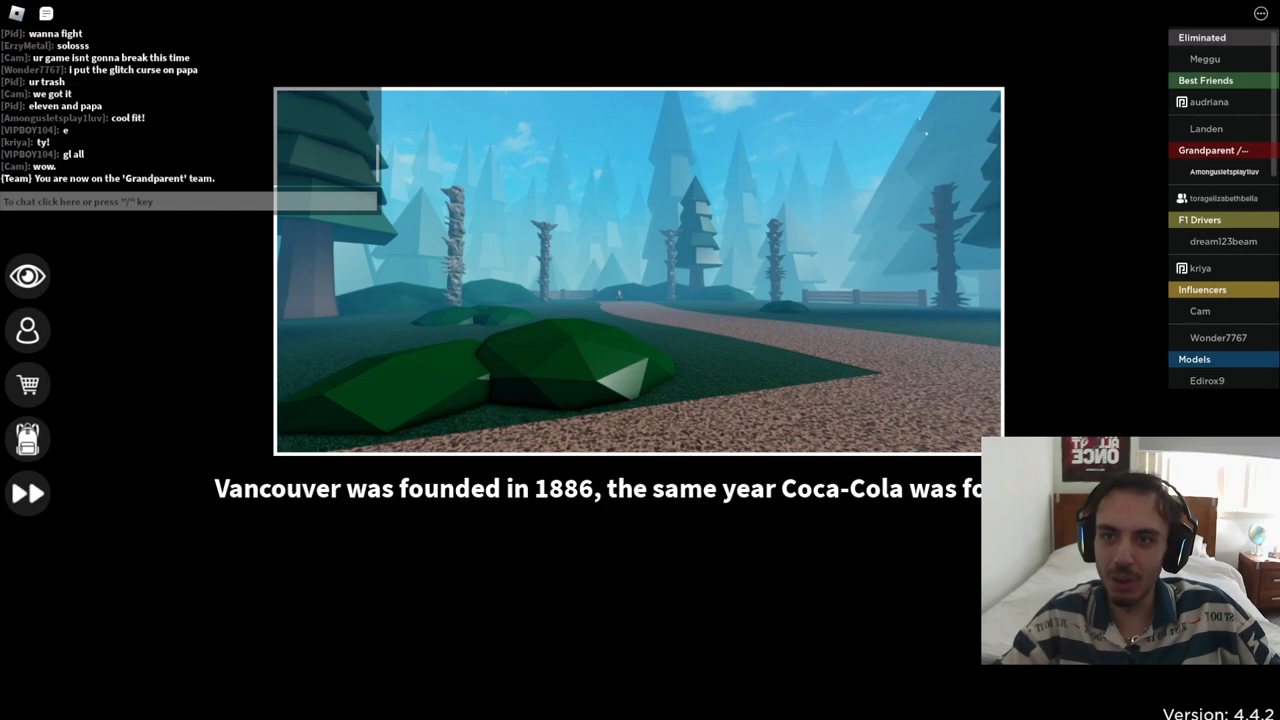 [Pid]: wanna fight
[ErzyMetal]: solosss
[Cam]: ur game isnt gonna break this time
[Wonder7767]: i put the glitch curse on papa
[Pid]: ur trash
[Cam]: we got it
[Pid]: eleven and papa
[Amongusletsplay1luv]: cool fit!
[VIPBOY104]: e
[kriya]: ty!
[VIPBOY104]: gl all
[Cam]: wow.
{Team} You are now on the 'Grandparent' team.
To chat click here or press "/" key
Eliminated
Meggu
Best Friends
audriana
Landen
Grandparent /...
Amongusletsplay1luv
toragelizabethbella
F1 Drivers
dream123beam
kriya
Influencers
Cam
Wonder7767
Models
Edirox9
Vancouver was founded in 1886, the same year Coca-Cola was fo
ALL
ONCE
Version: 4.4.2